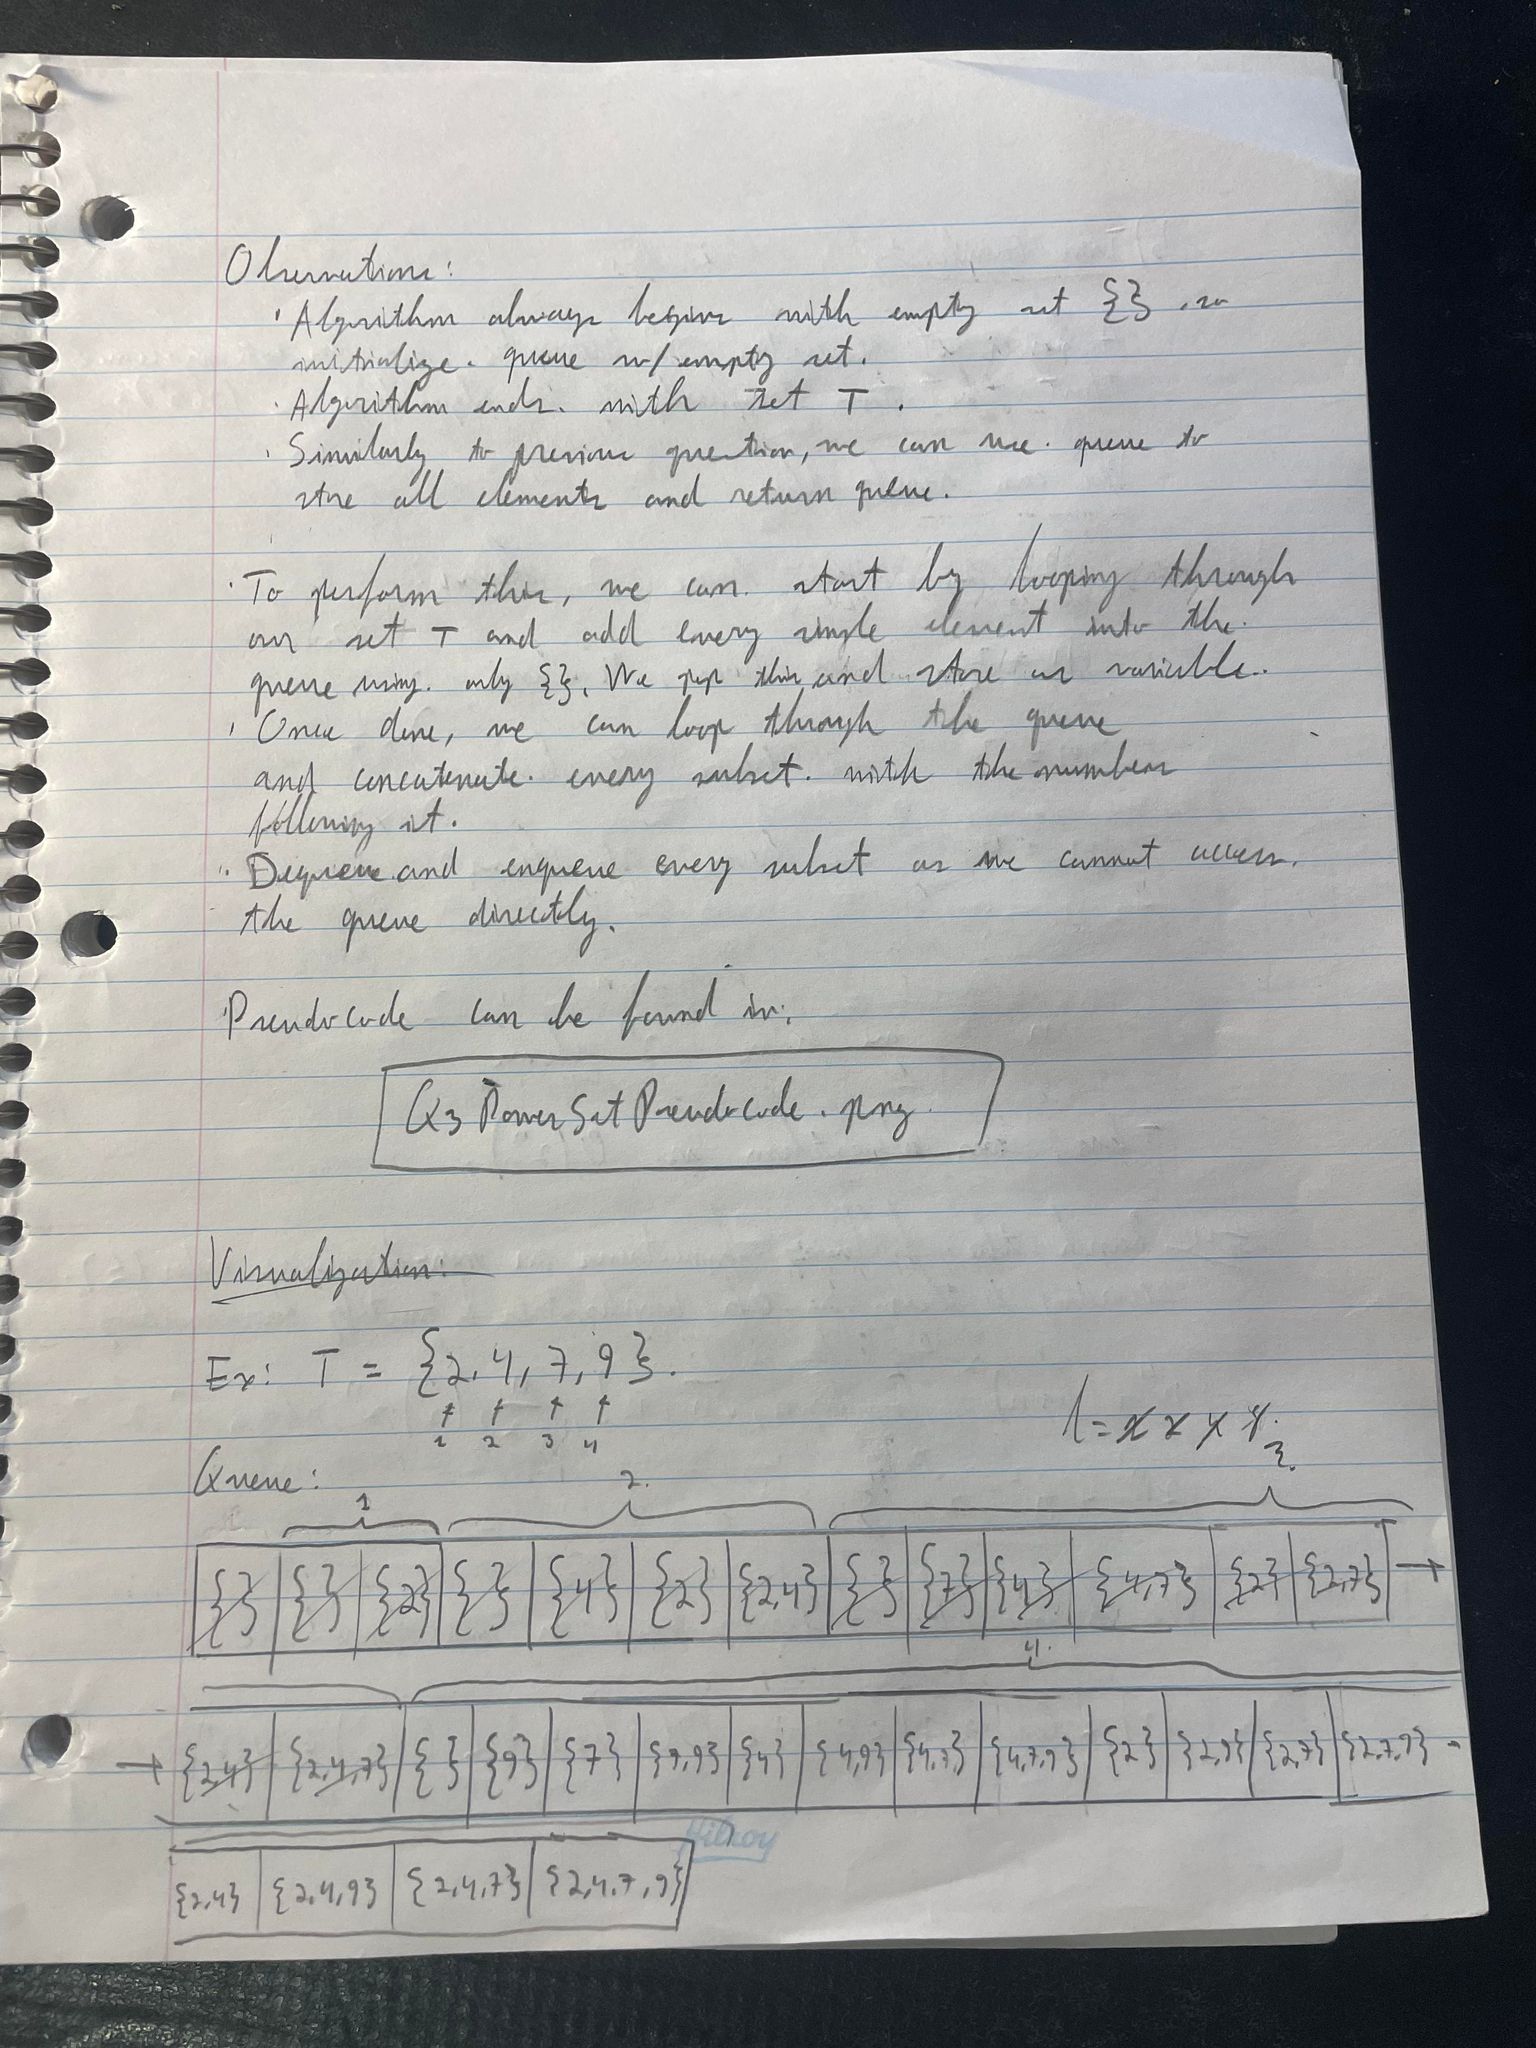 Observations:
· Algorithm always begins with empty set {} , so
initialize queue w/ empty set.
· Algorithm ends with set T .
· Similarly to previous question, we can use queue to
store all elements and return queue.
· To perform this, we can start by looping through
our set T and add every single element into the
queue using only {}. We pop this and store as variable.
· Once done, we can loop through the queue
and concatenate every subset with the numbers
following it.
· Dequeue and enqueue every subset as we cannot access
the queue directly.
Pseudocode can be found in:
Q3PowerSetPseudocode.png
Visualization:
Ex: T = {2, 4, 7, 9}.
1 2 3 4
Queue:
1 2. 3.
{} {} {2} {} {4} {2} {2,4} {} {7} {4} {4,7} {2} {2,7} →
4.
→ {2,4} {2,4,7} {} {9} {7} {7,9} {4} {4,9} {4,7} {4,7,9} {2} {2,9} {2,7} {2,7,9}
Hilroy
{2,4} {2,4,9} {2,4,7} {2,4,7,9}